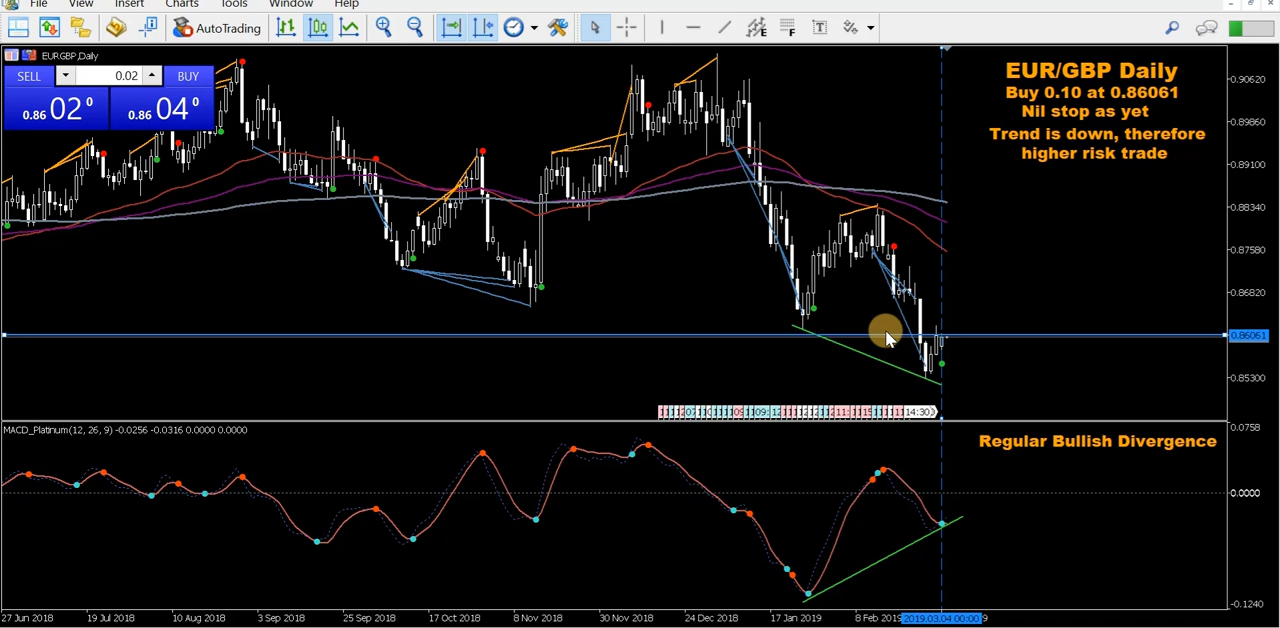 File View Insert Charts Tools Window Help
AutoTrading
EURGBP,Daily
SELL 0.02 BUY
0.86 02 0 0.86 04 0
EUR/GBP Daily
Buy 0.10 at 0.86061
Nil stop as yet
Trend is down, therefore
higher risk trade
0.90620
0.89860
0.89100
0.88340
0.87580
0.86820
0.86061
0.85300
14:30
MACD_Platinum(12, 26, 9) -0.0256 -0.0316 0.0000 0.0000
Regular Bullish Divergence
0.0758
0.0000
-0.1240
27 Jun 2018 19 Jul 2018 10 Aug 2018 3 Sep 2018 25 Sep 2018 17 Oct 2018 8 Nov 2018 30 Nov 2018 24 Dec 2018 17 Jan 2019 8 Feb 2019 2019.03.04 00:00